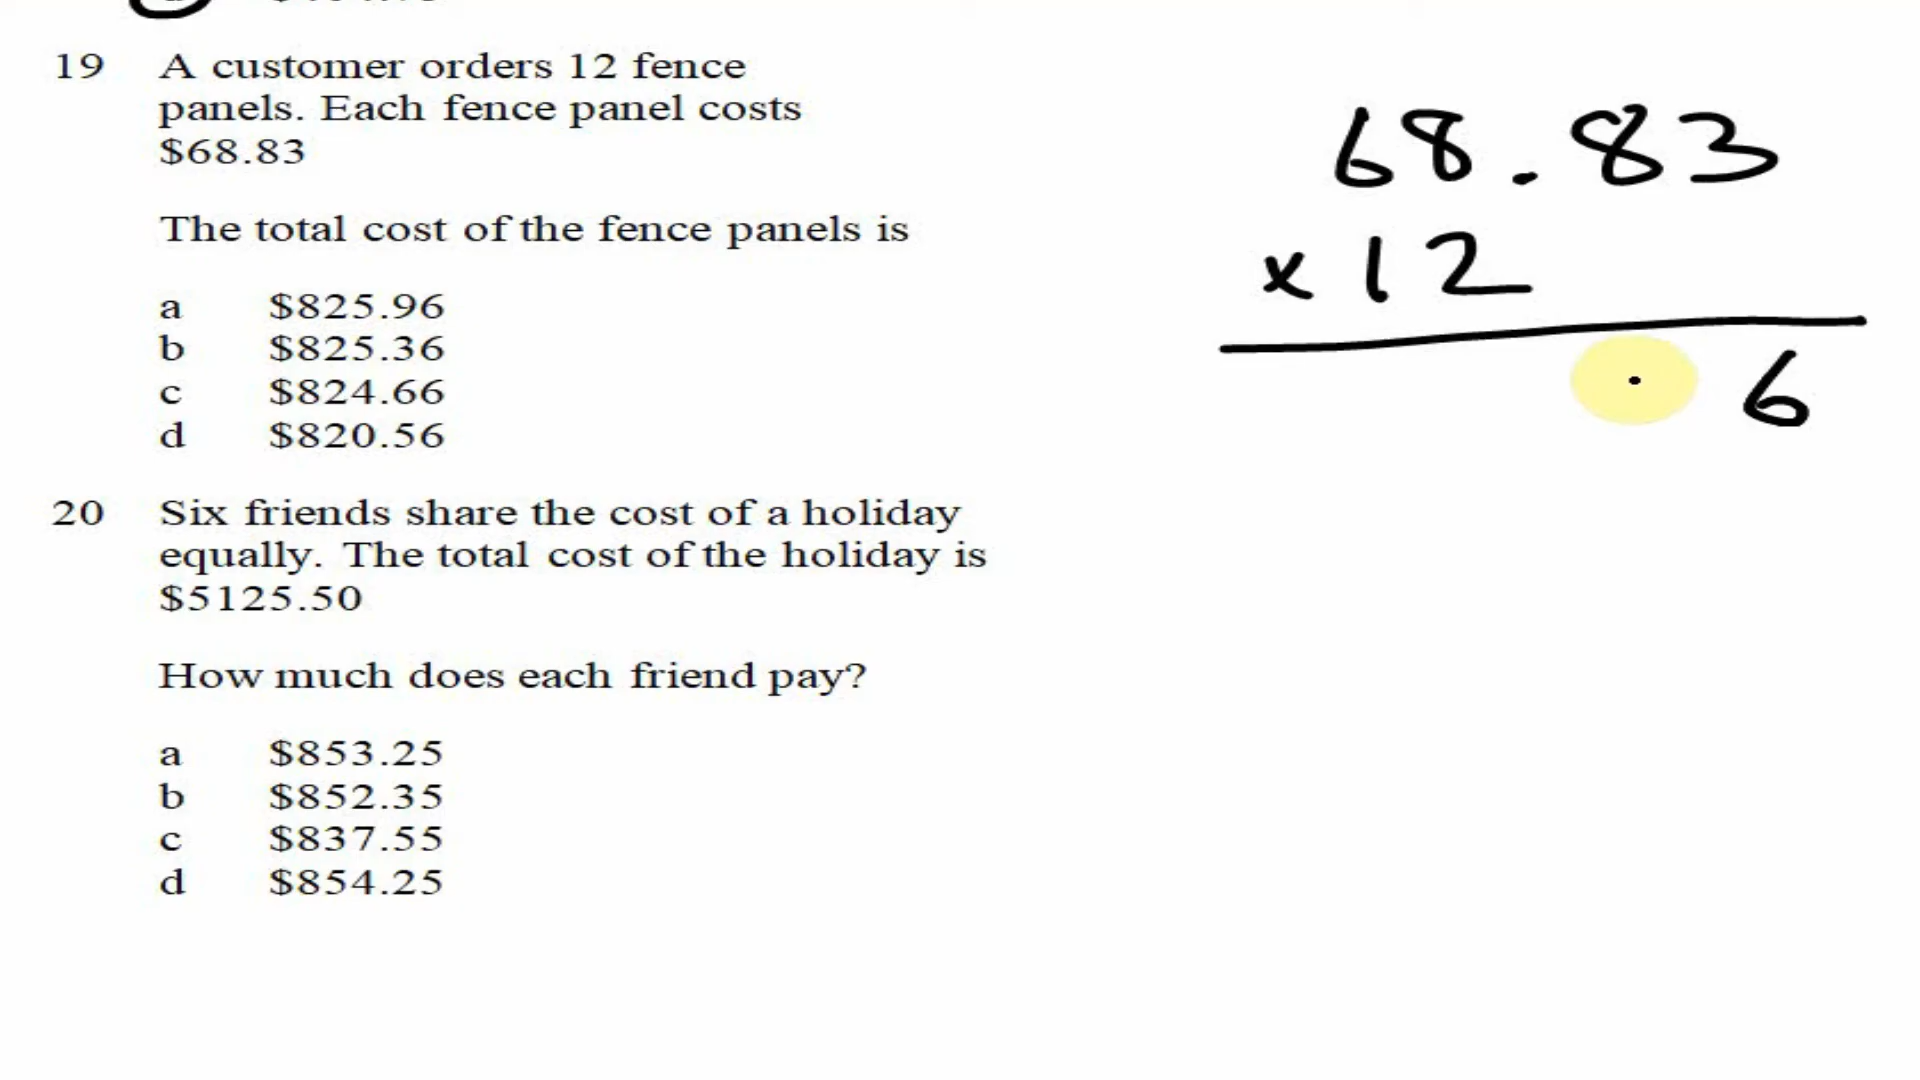 19 A customer orders 12 fence
panels. Each fence panel costs
$68.83
The total cost of the fence panels is
a $825.96
b $825.36
c $824.66
d $820.56
20 Six friends share the cost of a holiday
equally. The total cost of the holiday is
$5125.50
How much does each friend pay?
a $853.25
b $852.35
c $837.55
d $854.25
68.83
x 12
6